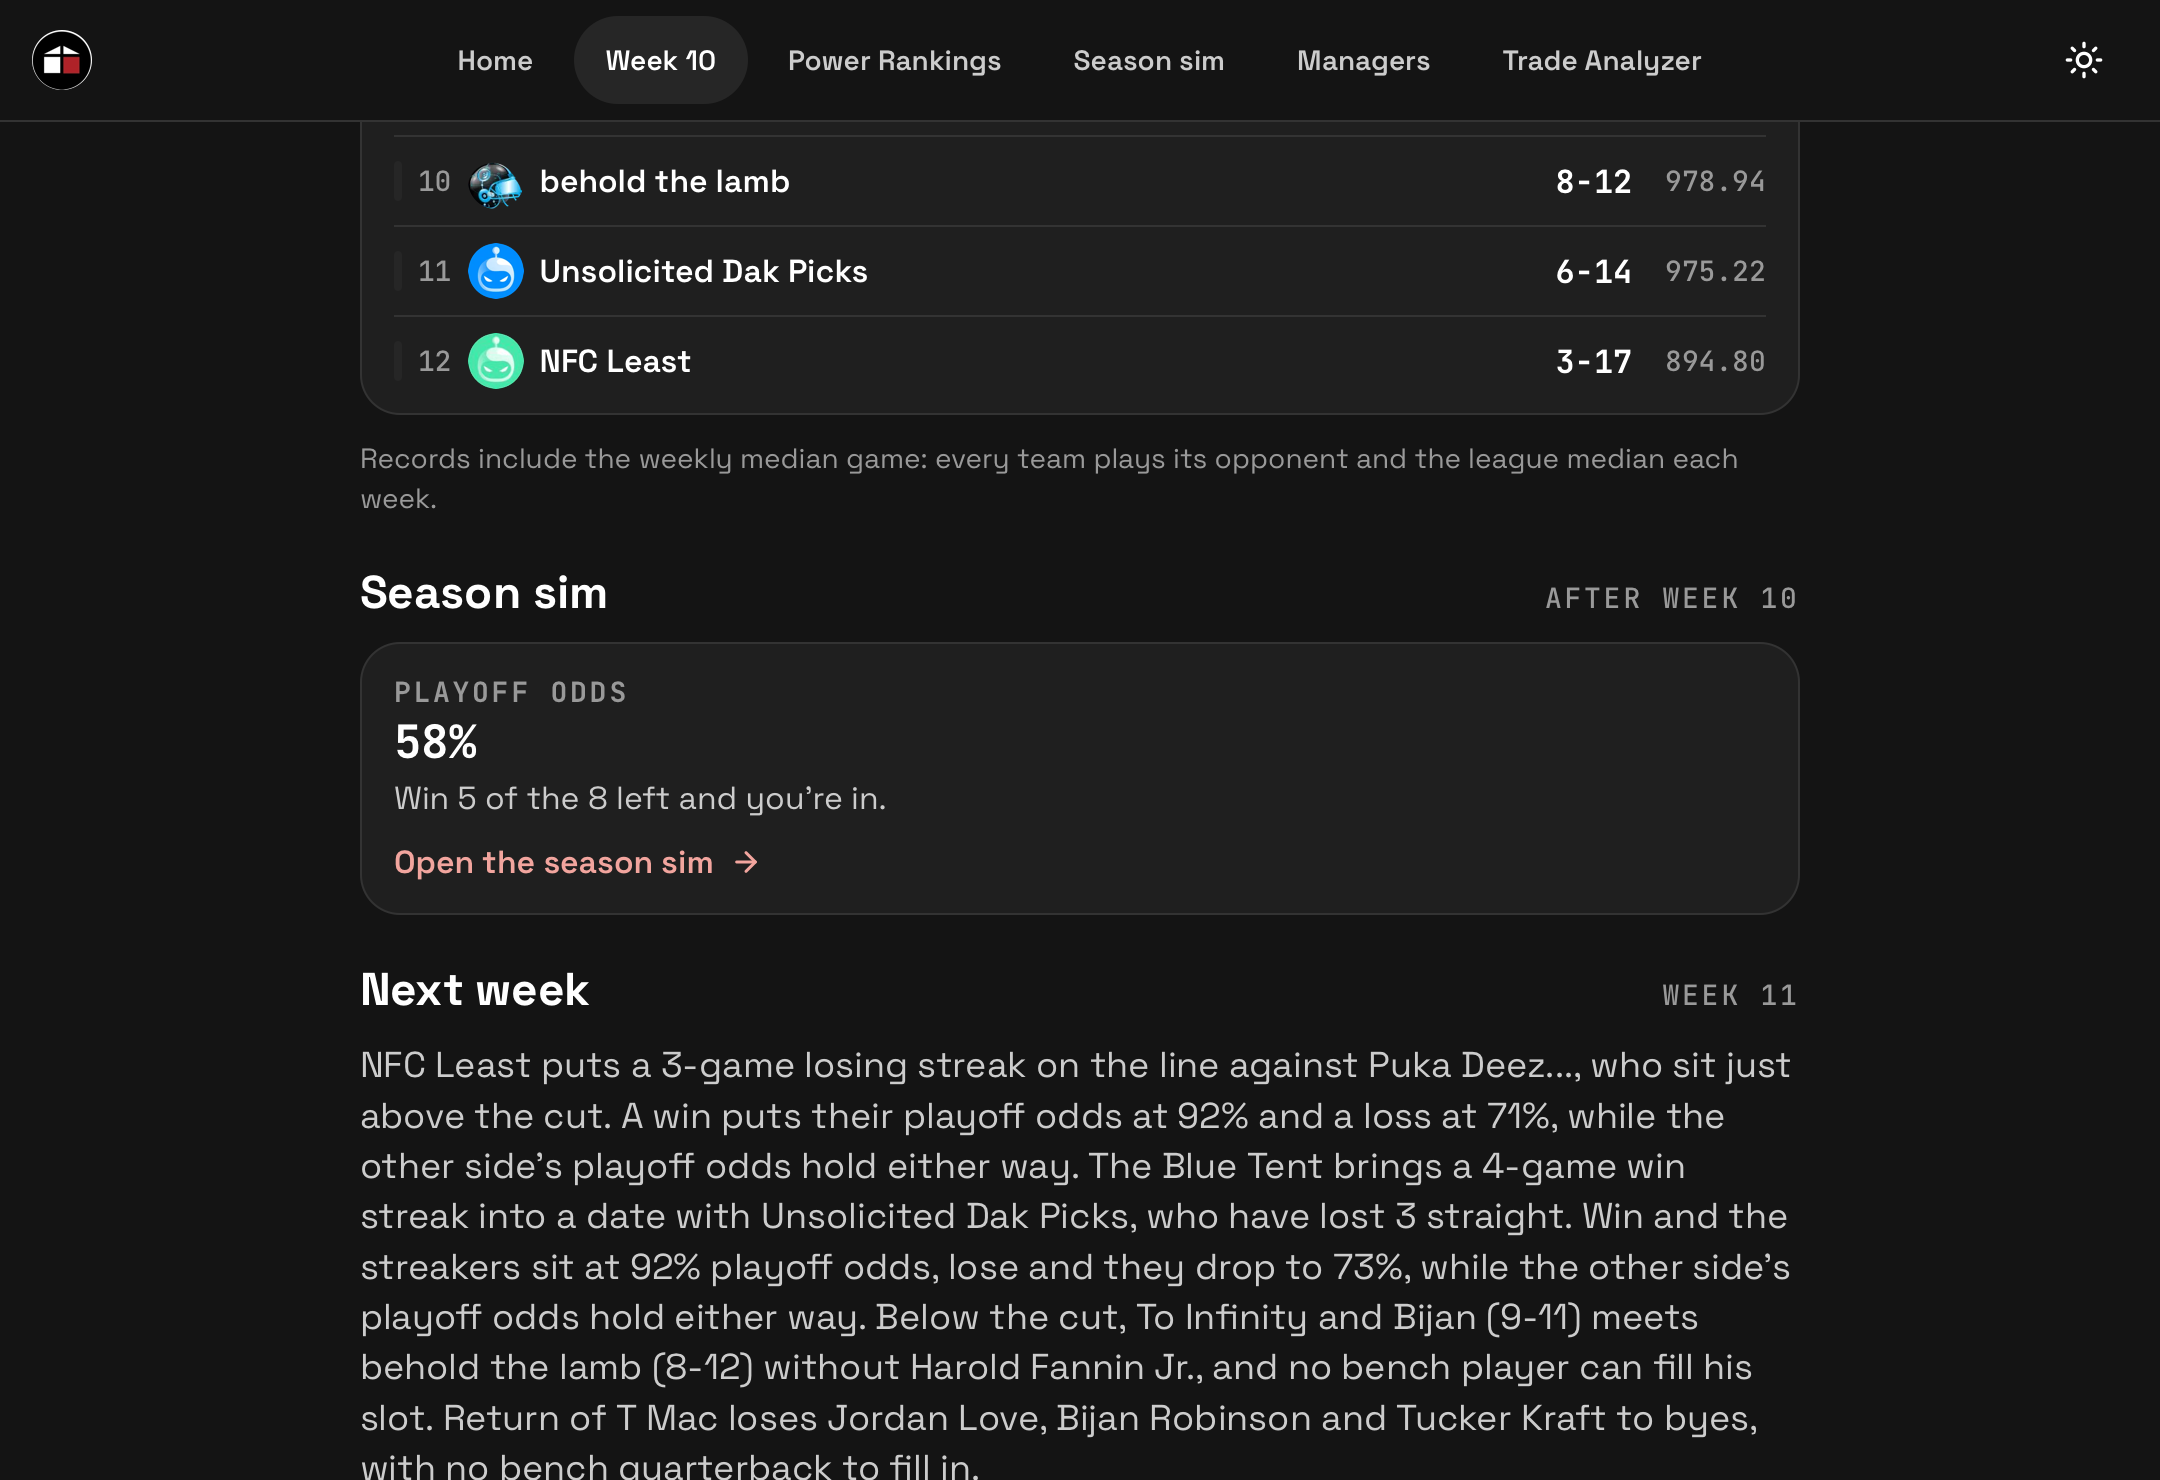 Home Week 10 Power Rankings Season sim Managers Trade Analyzer
10 behold the lamb 8-12 978.94
11 Unsolicited Dak Picks 6-14 975.22
12 NFC Least 3-17 894.80
Records include the weekly median game: every team plays its opponent and the league median each
week.
Season sim AFTER WEEK 10
PLAYOFF ODDS
58%
Win 5 of the 8 left and you're in.
Open the season sim →
Next week WEEK 11
NFC Least puts a 3-game losing streak on the line against Puka Deez..., who sit just
above the cut. A win puts their playoff odds at 92% and a loss at 71%, while the
other side's playoff odds hold either way. The Blue Tent brings a 4-game win
streak into a date with Unsolicited Dak Picks, who have lost 3 straight. Win and the
streakers sit at 92% playoff odds, lose and they drop to 73%, while the other side's
playoff odds hold either way. Below the cut, To Infinity and Bijan (9-11) meets
behold the lamb (8-12) without Harold Fannin Jr., and no bench player can fill his
slot. Return of T Mac loses Jordan Love, Bijan Robinson and Tucker Kraft to byes,
with no bench quarterback to fill in.